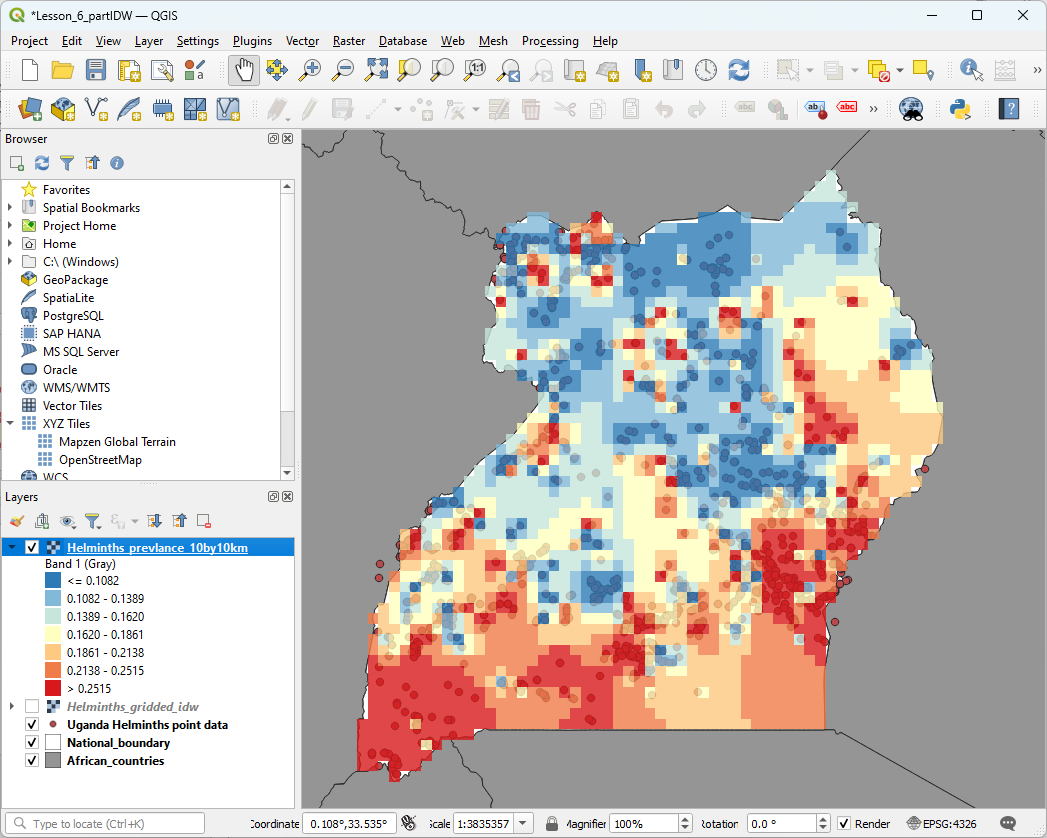 *Lesson_6_partIDW — QGIS
Project Edit View Layer Settings Plugins Vector Raster Database Web Mesh Processing Help
Browser
Favorites
Spatial Bookmarks
Project Home
Home
C:\ (Windows)
GeoPackage
SpatiaLite
PostgreSQL
SAP HANA
MS SQL Server
Oracle
WMS/WMTS
Vector Tiles
XYZ Tiles
Mapzen Global Terrain
OpenStreetMap
WCS
Layers
Helminths_prevlance_10by10km
Band 1 (Gray)
<= 0.1082
0.1082 - 0.1389
0.1389 - 0.1620
0.1620 - 0.1861
0.1861 - 0.2138
0.2138 - 0.2515
> 0.2515
Helminths_gridded_idw
Uganda Helminths point data
National_boundary
African_countries
Type to locate (Ctrl+K) Coordinate 0.108°,33.535° Scale 1:3835357 Magnifier 100% Rotation 0.0 ° Render EPSG:4326